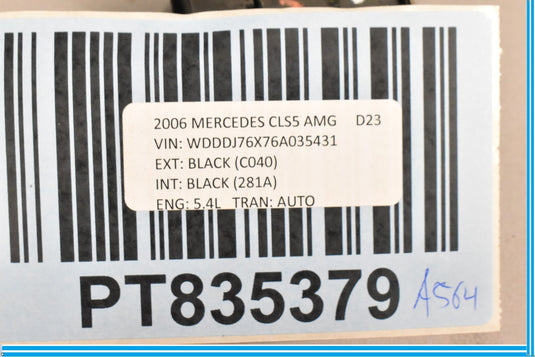 2006 MERCEDES CLS5 AMG D23
VIN: WDDDJ76X76A035431
EXT: BLACK (C040)
INT: BLACK (281A)
ENG: 5.4L TRAN: AUTO
PT835379 A564